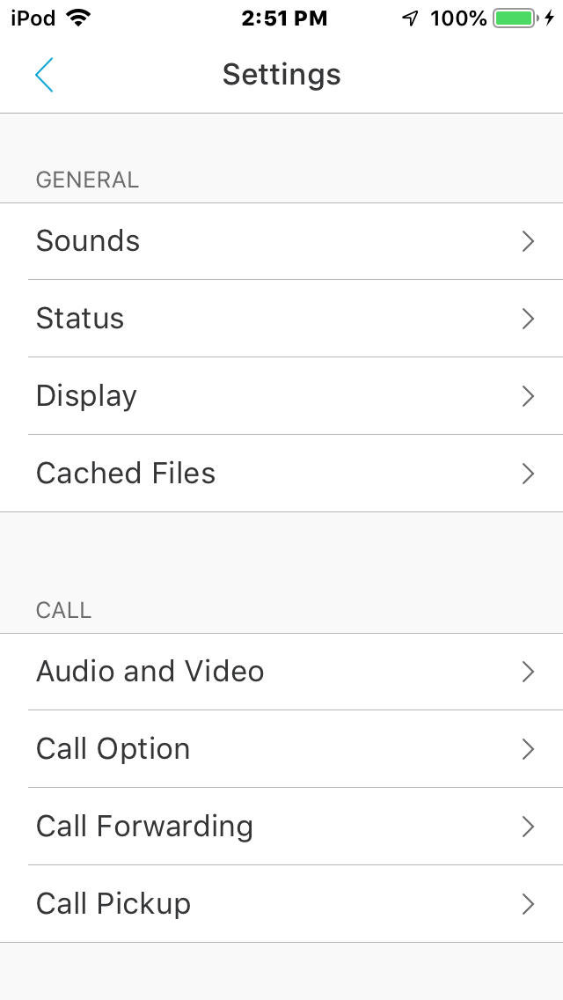 iPod 2:51 PM 100%
Settings
GENERAL
Sounds
Status
Display
Cached Files
CALL
Audio and Video
Call Option
Call Forwarding
Call Pickup